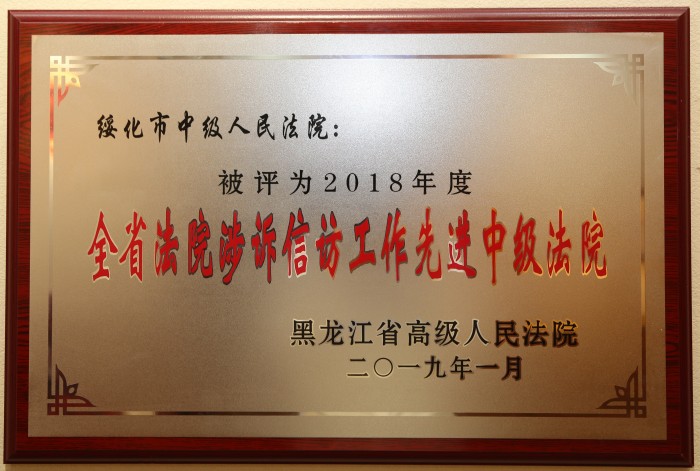 绥化市中级人民法院：
被评为2018年度
全省法院涉诉信访工作先进中级法院
黑龙江省高级人民法院
二〇一九年一月